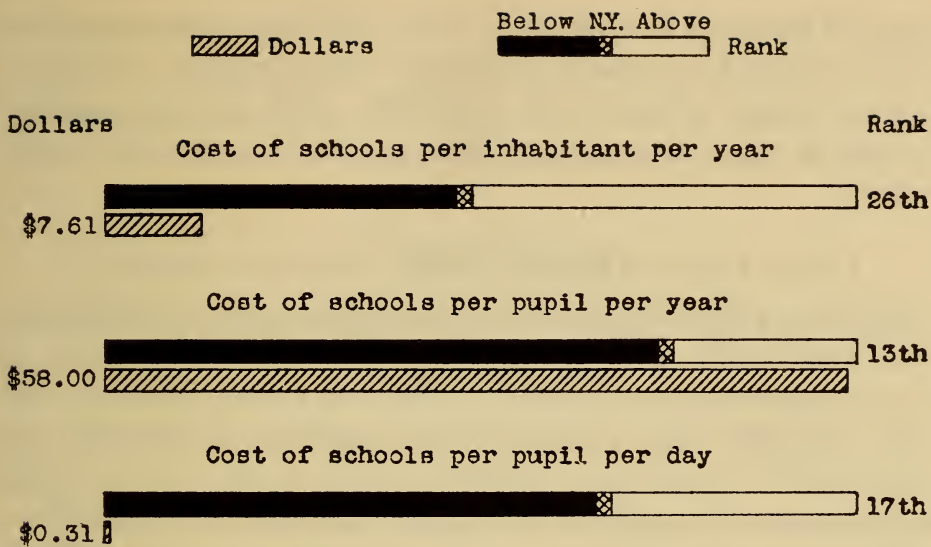 Below N.Y. Above
Dollars Rank
Dollars Rank
Cost of schools per inhabitant per year
26th
$7.61
Cost of schools per pupil per year
13th
$58.00
Cost of schools per pupil per day
17th
$0.31